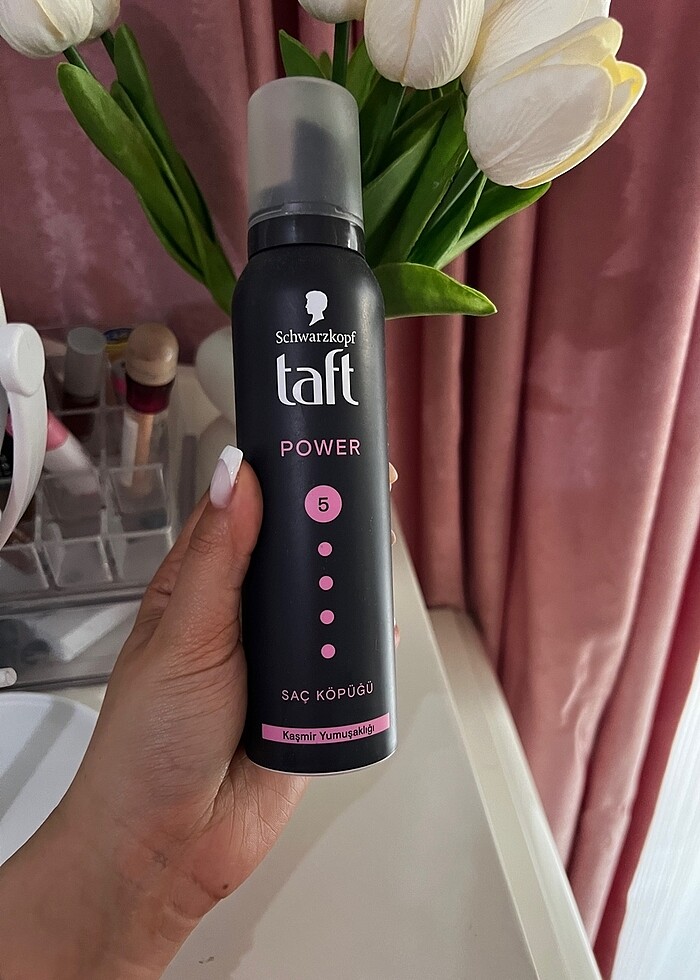 Schwarzkopf
taft
POWER
5
SAÇ KÖPÜĞÜ
Kaşmir Yumuşaklığı